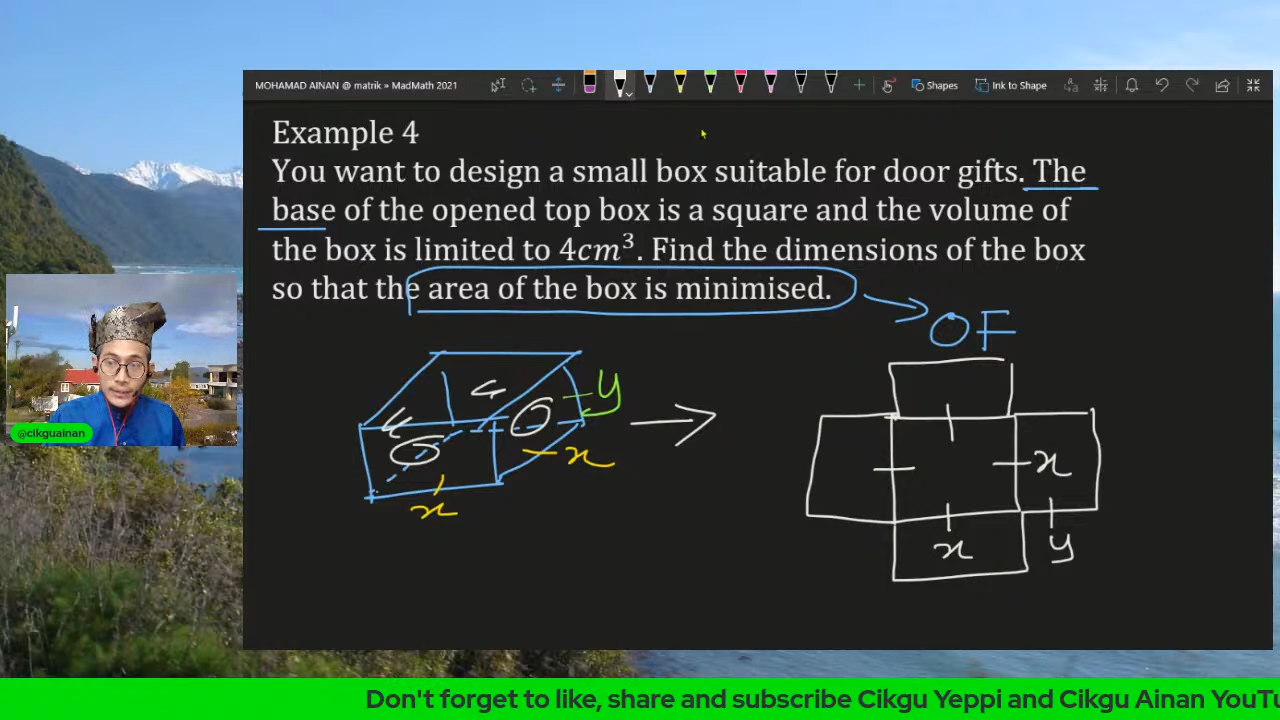 MOHAMAD AINAN @ matrik » MadMath 2021
Shapes
Ink to Shape
Example 4
You want to design a small box suitable for door gifts. The
base of the opened top box is a square and the volume of
the box is limited to 4cm³. Find the dimensions of the box
so that the area of the box is minimised.
OF
y
x
x
x
x
y
@cikguainan
Don't forget to like, share and subscribe Cikgu Yeppi and Cikgu Ainan YouTu